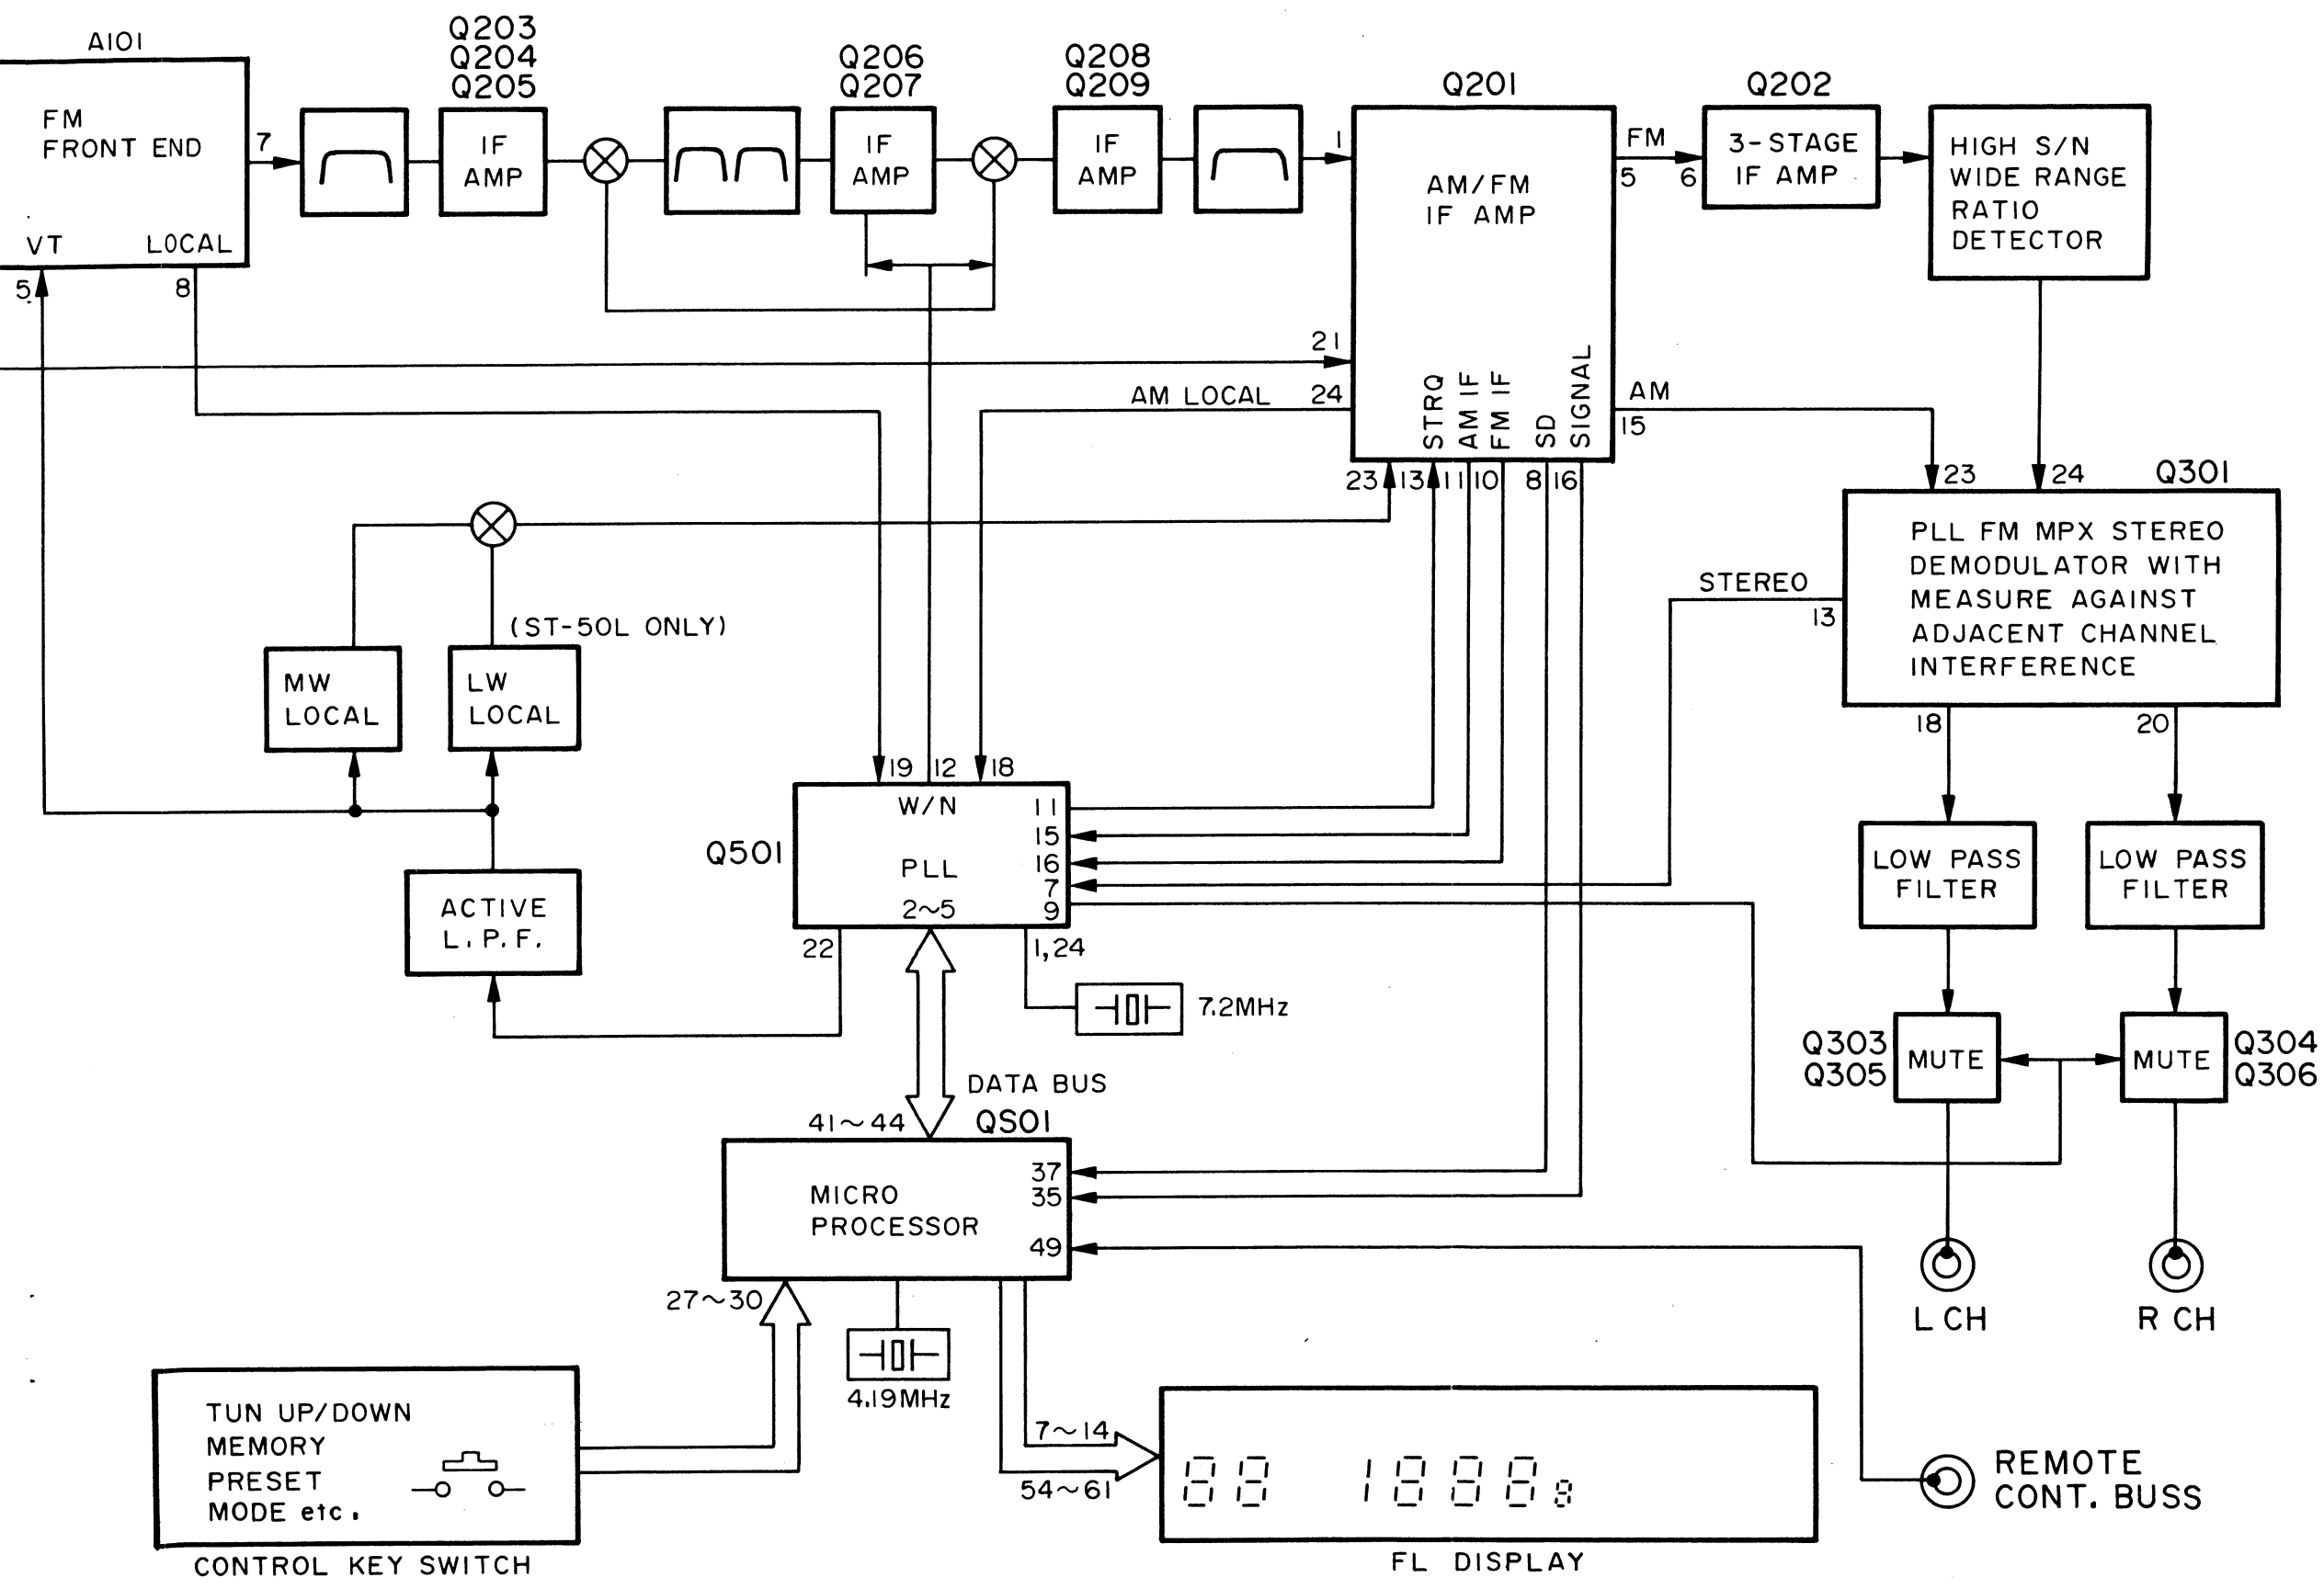 A101
FM
FRONT END
VT
LOCAL
7
5
8
Q203
Q204
Q205
IF
AMP
Q206
Q207
IF
AMP
Q208
Q209
IF
AMP
1
Q201
AM/FM
IF AMP
21
24
AM LOCAL
STRQ
AM IF
FM IF
SD
SIGNAL
23
13
11
10
8
16
FM
5
6
AM
15
Q202
3-STAGE
IF AMP
HIGH S/N
WIDE RANGE
RATIO
DETECTOR
23
24
Q301
PLL FM MPX STEREO
DEMODULATOR WITH
MEASURE AGAINST
ADJACENT CHANNEL
INTERFERENCE
STEREO
13
18
20
(ST-50L ONLY)
MW
LOCAL
LW
LOCAL
ACTIVE
L.P.F.
Q501
19
12
18
W/N
PLL
2~5
11
15
16
7
9
22
1,24
7.2MHz
LOW PASS
FILTER
LOW PASS
FILTER
Q303
Q305
MUTE
MUTE
Q304
Q306
DATA BUS
41~44
QS01
MICRO
PROCESSOR
37
35
49
27~30
4.19MHz
7~14
54~61
L CH
R CH
TUN UP/DOWN
MEMORY
PRESET
MODE etc.
CONTROL KEY SWITCH
88 1888 8
FL DISPLAY
REMOTE
CONT. BUSS